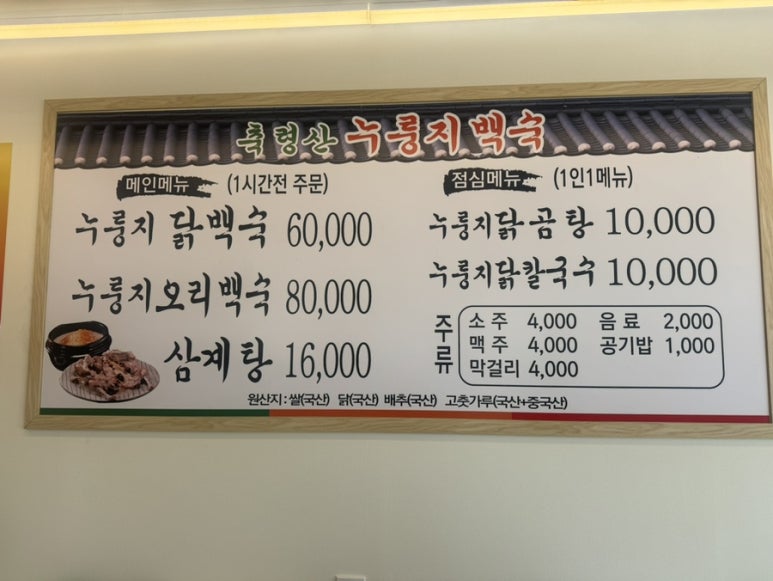 축령산 누룽지백숙
메인메뉴 (1시간전 주문)
누룽지 닭백숙 60,000
누룽지오리백숙 80,000
삼계탕 16,000
점심메뉴 (1인1메뉴)
누룽지닭곰탕 10,000
누룽지닭칼국수 10,000
주류
소주 4,000 음료 2,000
맥주 4,000 공기밥 1,000
막걸리 4,000
원산지 : 쌀(국산) 닭(국산) 배추(국산) 고춧가루(국산+중국산)